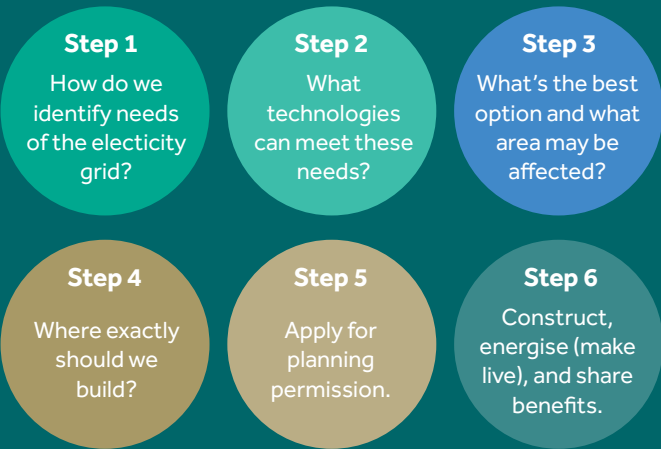 Step 1
How do we
identify needs
of the electicity
grid?
Step 2
What
technologies
can meet these
needs?
Step 3
What's the best
option and what
area may be
affected?
Step 4
Where exactly
should we
build?
Step 5
Apply for
planning
permission.
Step 6
Construct,
energise (make
live), and share
benefits.